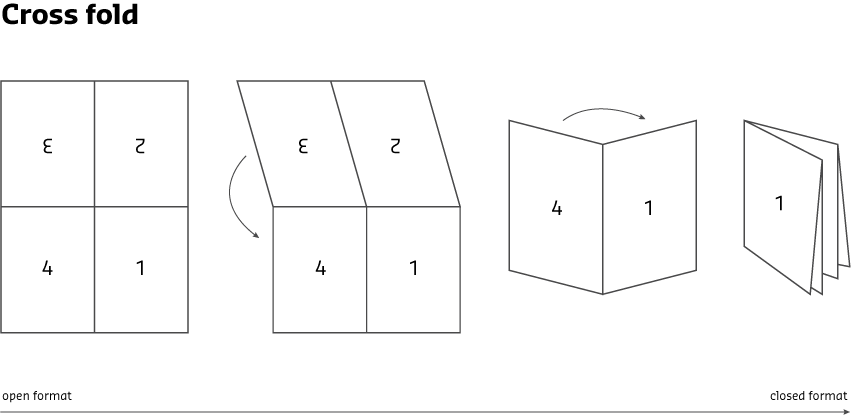 Cross fold
3 2
4 1
3 2
4 1
4 1
1
open format
closed format